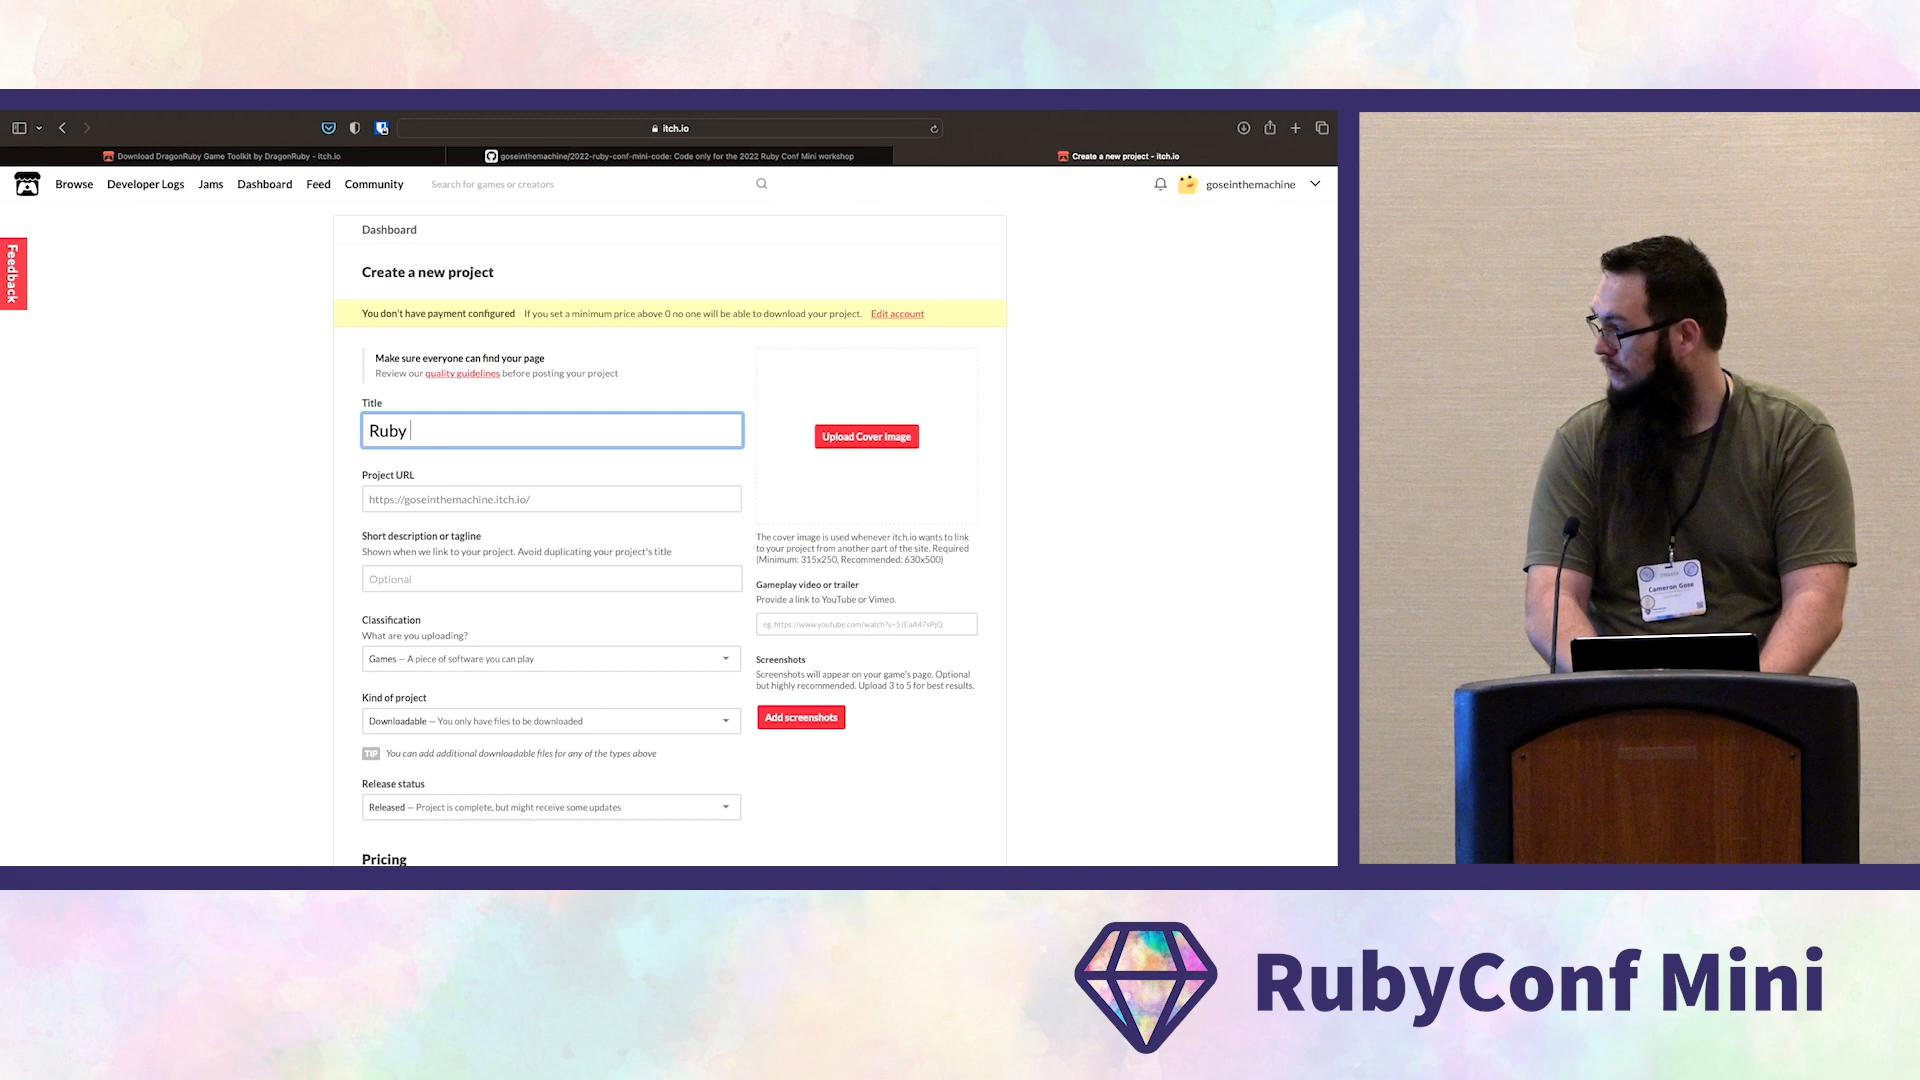 itch.io
Download DragonRuby Game Toolkit by DragonRuby - itch.io
goseinthemachine/2022-ruby-conf-mini-code: Code only for the 2022 Ruby Conf Mini workshop
Create a new project - itch.io
Browse
Developer Logs
Jams
Dashboard
Feed
Community
Search for games or creators
goseinthemachine
Feedback
Dashboard
Create a new project
You don't have payment configured If you set a minimum price above 0 no one will be able to download your project. Edit account
Make sure everyone can find your page
Review our quality guidelines before posting your project
Title
Ruby
Project URL
https://goseinthemachine.itch.io/
Short description or tagline
Shown when we link to your project. Avoid duplicating your project's title
Optional
Classification
What are you uploading?
Games — A piece of software you can play
Kind of project
Downloadable — You only have files to be downloaded
TIP You can add additional downloadable files for any of the types above
Release status
Released — Project is complete, but might receive some updates
Pricing
Upload Cover Image
The cover image is used whenever itch.io wants to link
to your project from another part of the site. Required
(Minimum: 315x250, Recommended: 630x500)
Gameplay video or trailer
Provide a link to YouTube or Vimeo.
eg. https://www.youtube.com/watch?v=5JEaA47sPjQ
Screenshots
Screenshots will appear on your game's page. Optional
but highly recommended. Upload 3 to 5 for best results.
Add screenshots
Cameron Gose
RubyConf Mini